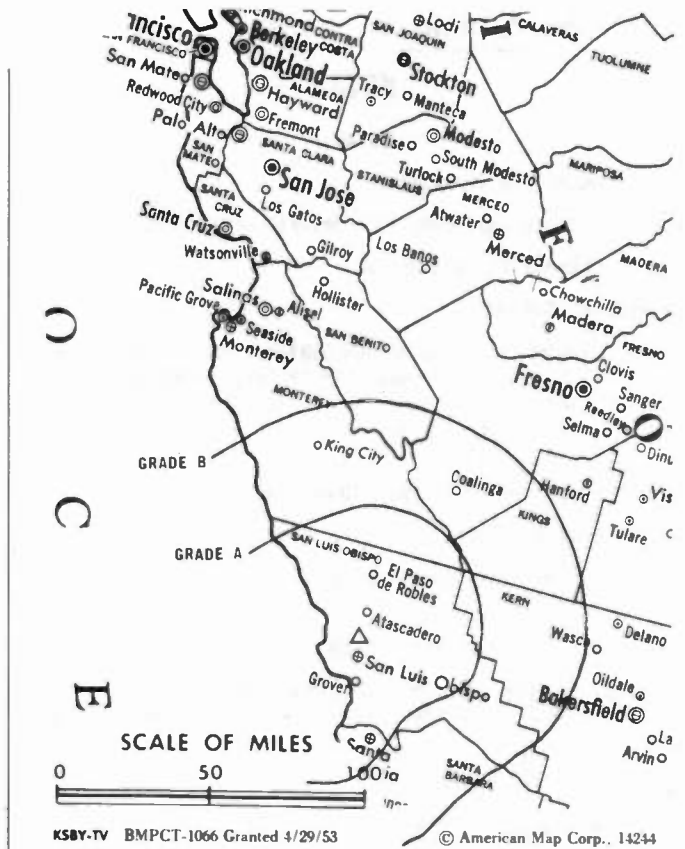 ncisco
Richmond
CONTRA
COSTA
Berkeley
SAN FRANCISCO
Oakland
San Mateo
ALAMEDA
Hayward
Redwood City
Fremont
Palo Alto
SAN MATEO
SANTA CLARA
San Jose
SANTA CRUZ
Los Gatos
Santa Cruz
Gilroy
Watsonville
SAN JOAQUIN
Lodi
Stockton
Tracy
Manteca
Paradise
Modesto
South Modesto
STANISLAUS
Turlock
CALAVERAS
TUOLUMNE
MARIPOSA
MERCED
Atwater
Merced
Los Banos
MADERA
Chowchilla
Madera
Hollister
Salinas
Alisal
Pacific Grove
Seaside
Monterey
SAN BENITO
MONTEREY
FRESNO
Clovis
Fresno
Sanger
Reedley
Selma
Dinu
GRADE B
King City
Coalinga
Hanford
Vis
KINGS
Tulare
GRADE A
SAN LUIS OBISPO
El Paso
de Robles
KERN
Atascadero
Delano
Wasco
San Luis Obispo
Grover
Oildale
Bakersfield
La
Arvin
Santa
ia
SANTA BARBARA
O
C
E
I
F
O
SCALE OF MILES
0 50 100
KSBY-TV BMPCT-1066 Granted 4/29/53
© American Map Corp., 14244